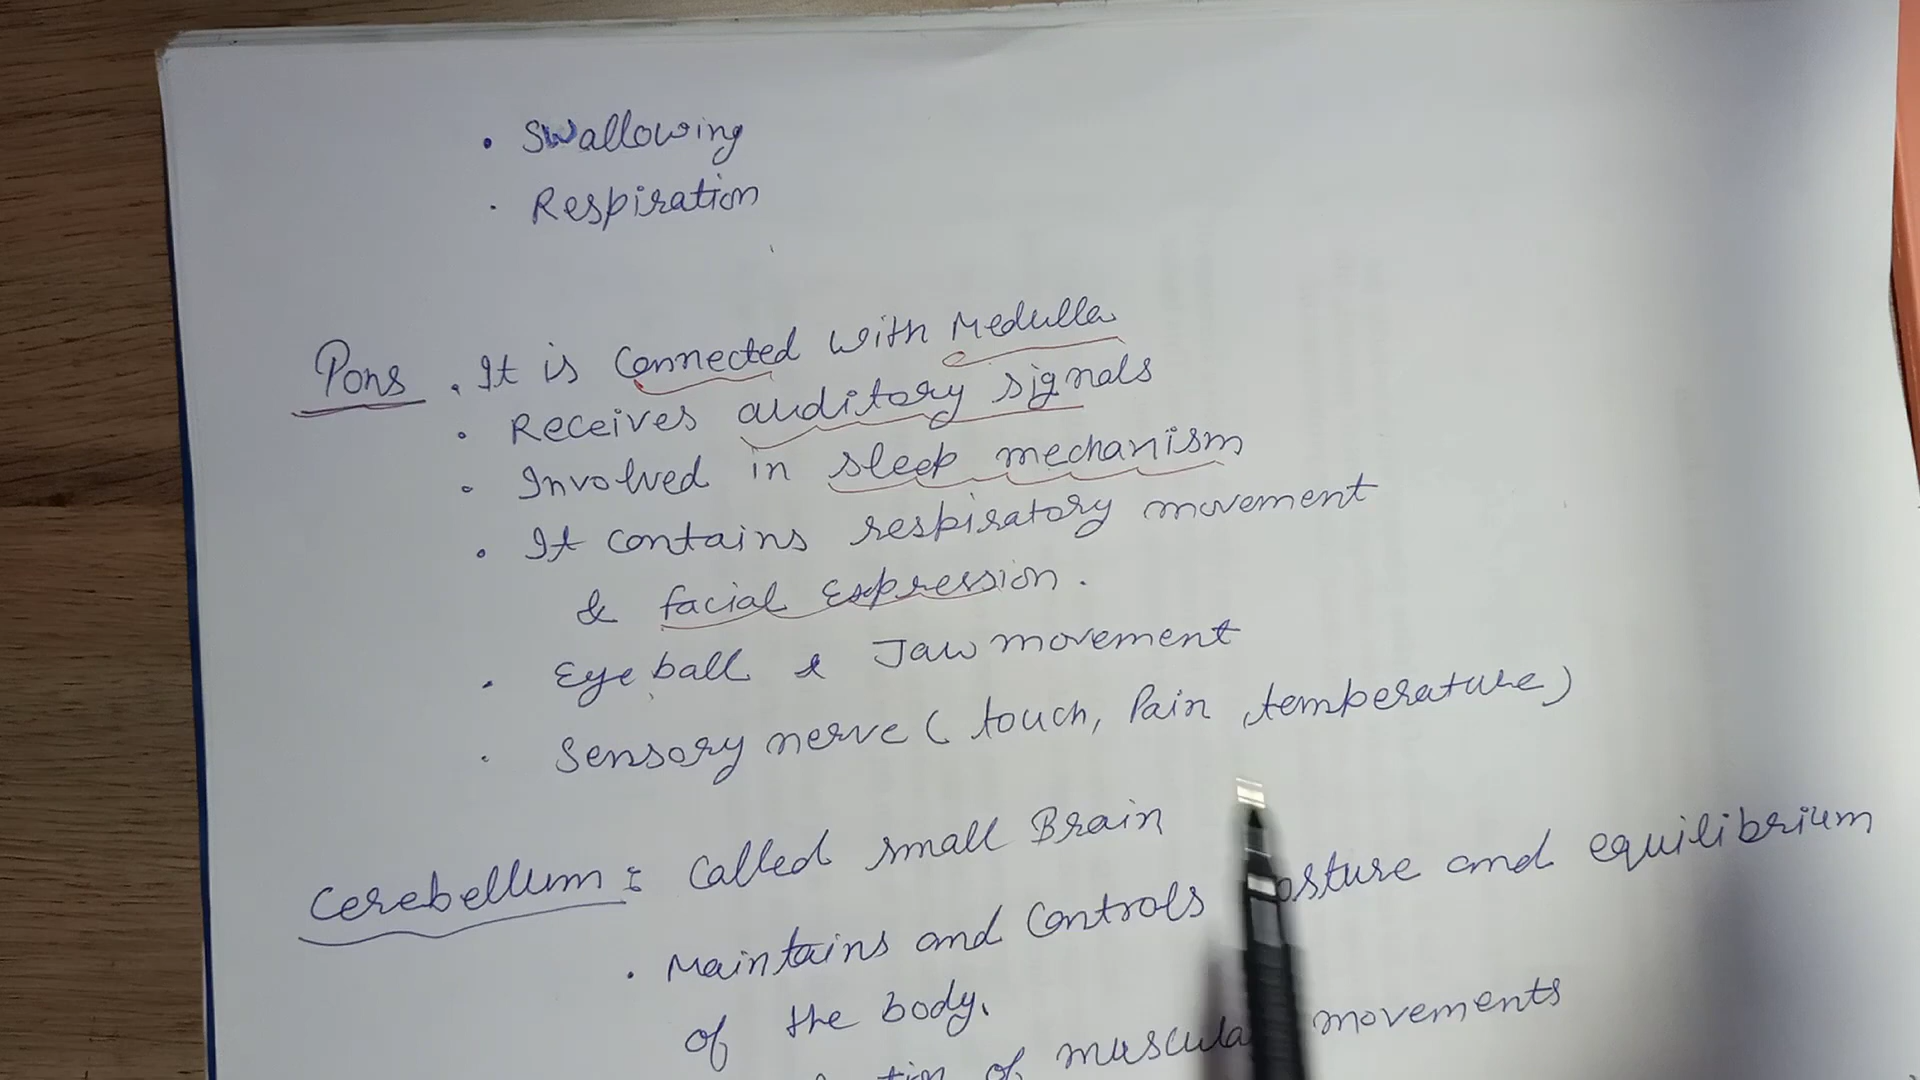 • Swallowing
• Respiration
Pons • It is Connected with Medulla
• Receives auditory signals
• Involved in sleep mechanism
• It contains respiratory movement
& facial Expression.
• Eye ball & Jaw movement
• Sensory nerve ( touch, Pain, temperature)
Cerebellum : Called small Brain
• Maintains and Controls and equilibrium
of the body.
of movements